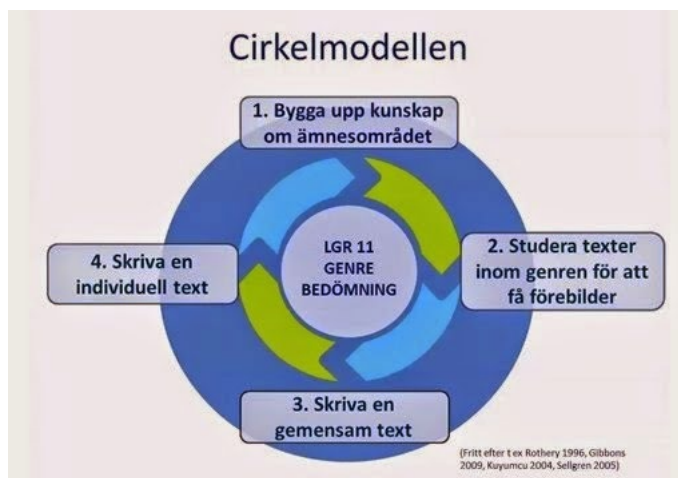 Cirkelmodellen
1. Bygga upp kunskap
om ämnesområdet
2. Studera texter
inom genren för att
få förebilder
3. Skriva en
gemensam text
4. Skriva en
individuell text
LGR 11
GENRE
BEDÖMNING
(Fritt efter t ex Rothery 1996, Gibbons
2009, Kuyumcu 2004, Sellgren 2005)